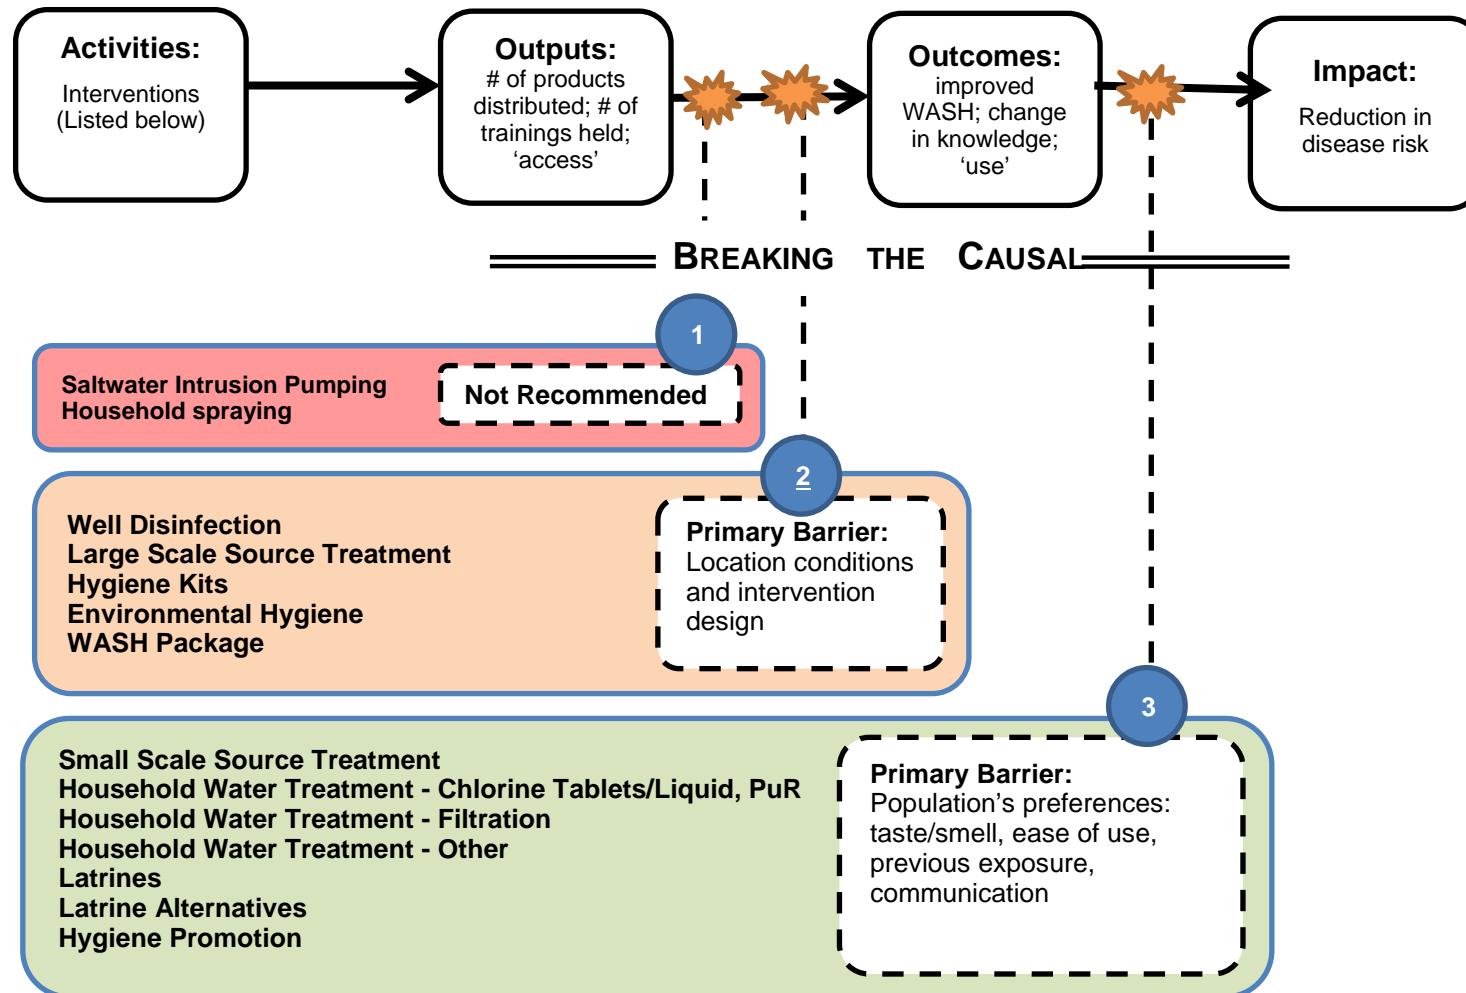 Activities:
Interventions
(Listed below)
Outputs:
# of products
distributed; # of
trainings held;
‘access’
Outcomes:
improved
WASH; change
in knowledge;
‘use’
Impact:
Reduction in
disease risk
BREAKING THE CAUSAL
1
Saltwater Intrusion Pumping
Household spraying
Not Recommended
2
Well Disinfection
Large Scale Source Treatment
Hygiene Kits
Environmental Hygiene
WASH Package
Primary Barrier:
Location conditions
and intervention
design
3
Small Scale Source Treatment
Household Water Treatment - Chlorine Tablets/Liquid, PuR
Household Water Treatment - Filtration
Household Water Treatment - Other
Latrines
Latrine Alternatives
Hygiene Promotion
Primary Barrier:
Population’s preferences:
taste/smell, ease of use,
previous exposure,
communication